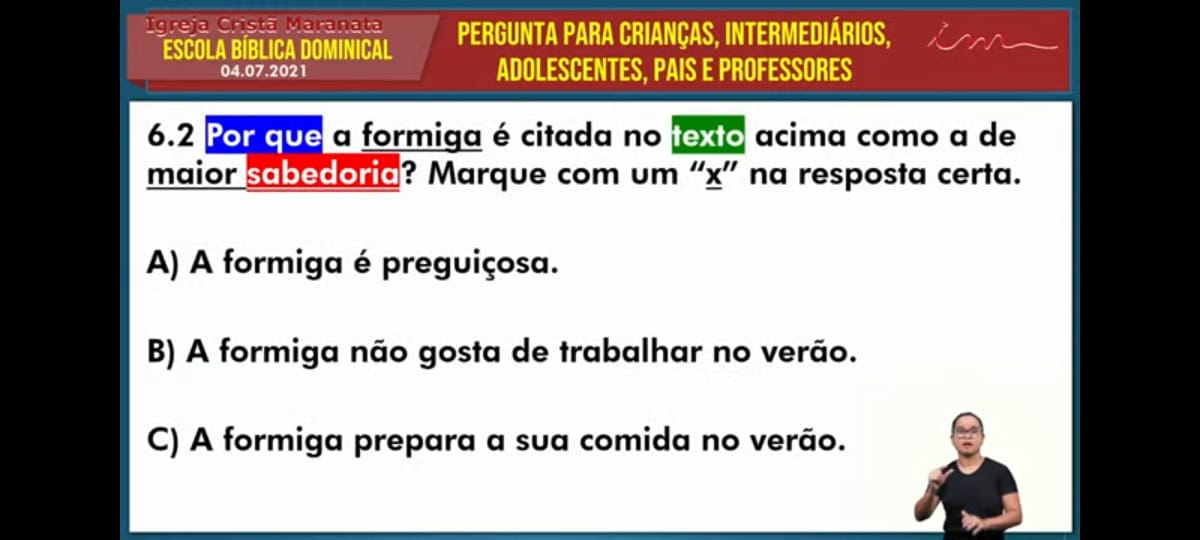 Igreja Cristã Maranata
ESCOLA BÍBLICA DOMINICAL
04.07.2021
PERGUNTA PARA CRIANÇAS, INTERMEDIÁRIOS,
ADOLESCENTES, PAIS E PROFESSORES
im
6.2 Por que a formiga é citada no texto acima como a de
maior sabedoria? Marque com um “x” na resposta certa.
A) A formiga é preguiçosa.
B) A formiga não gosta de trabalhar no verão.
C) A formiga prepara a sua comida no verão.